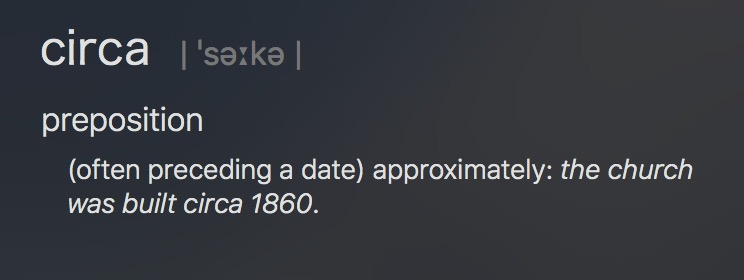 circa | ˈsəːkə |
preposition
(often preceding a date) approximately: the church
was built circa 1860.